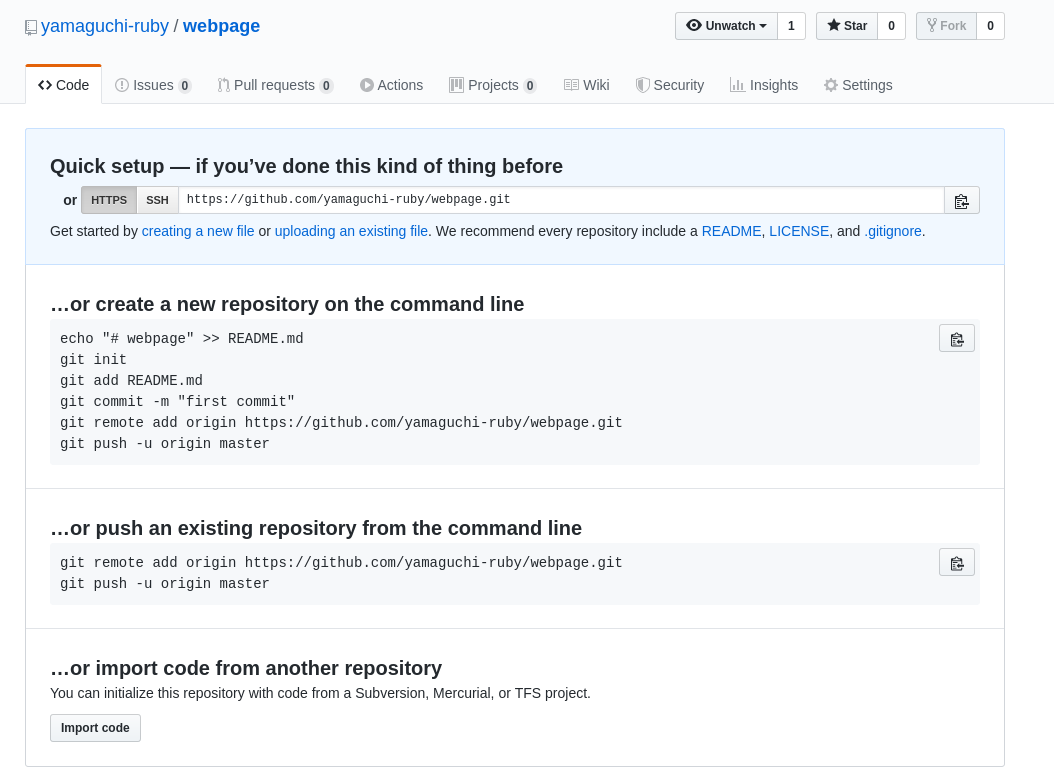 yamaguchi-ruby / webpage
Unwatch 1 Star 0 Fork 0
Code Issues 0 Pull requests 0 Actions Projects 0 Wiki Security Insights Settings
Quick setup — if you’ve done this kind of thing before
or HTTPS SSH https://github.com/yamaguchi-ruby/webpage.git
Get started by creating a new file or uploading an existing file. We recommend every repository include a README, LICENSE, and .gitignore.
…or create a new repository on the command line
echo "# webpage" >> README.md
git init
git add README.md
git commit -m "first commit"
git remote add origin https://github.com/yamaguchi-ruby/webpage.git
git push -u origin master
…or push an existing repository from the command line
git remote add origin https://github.com/yamaguchi-ruby/webpage.git
git push -u origin master
…or import code from another repository
You can initialize this repository with code from a Subversion, Mercurial, or TFS project.
Import code